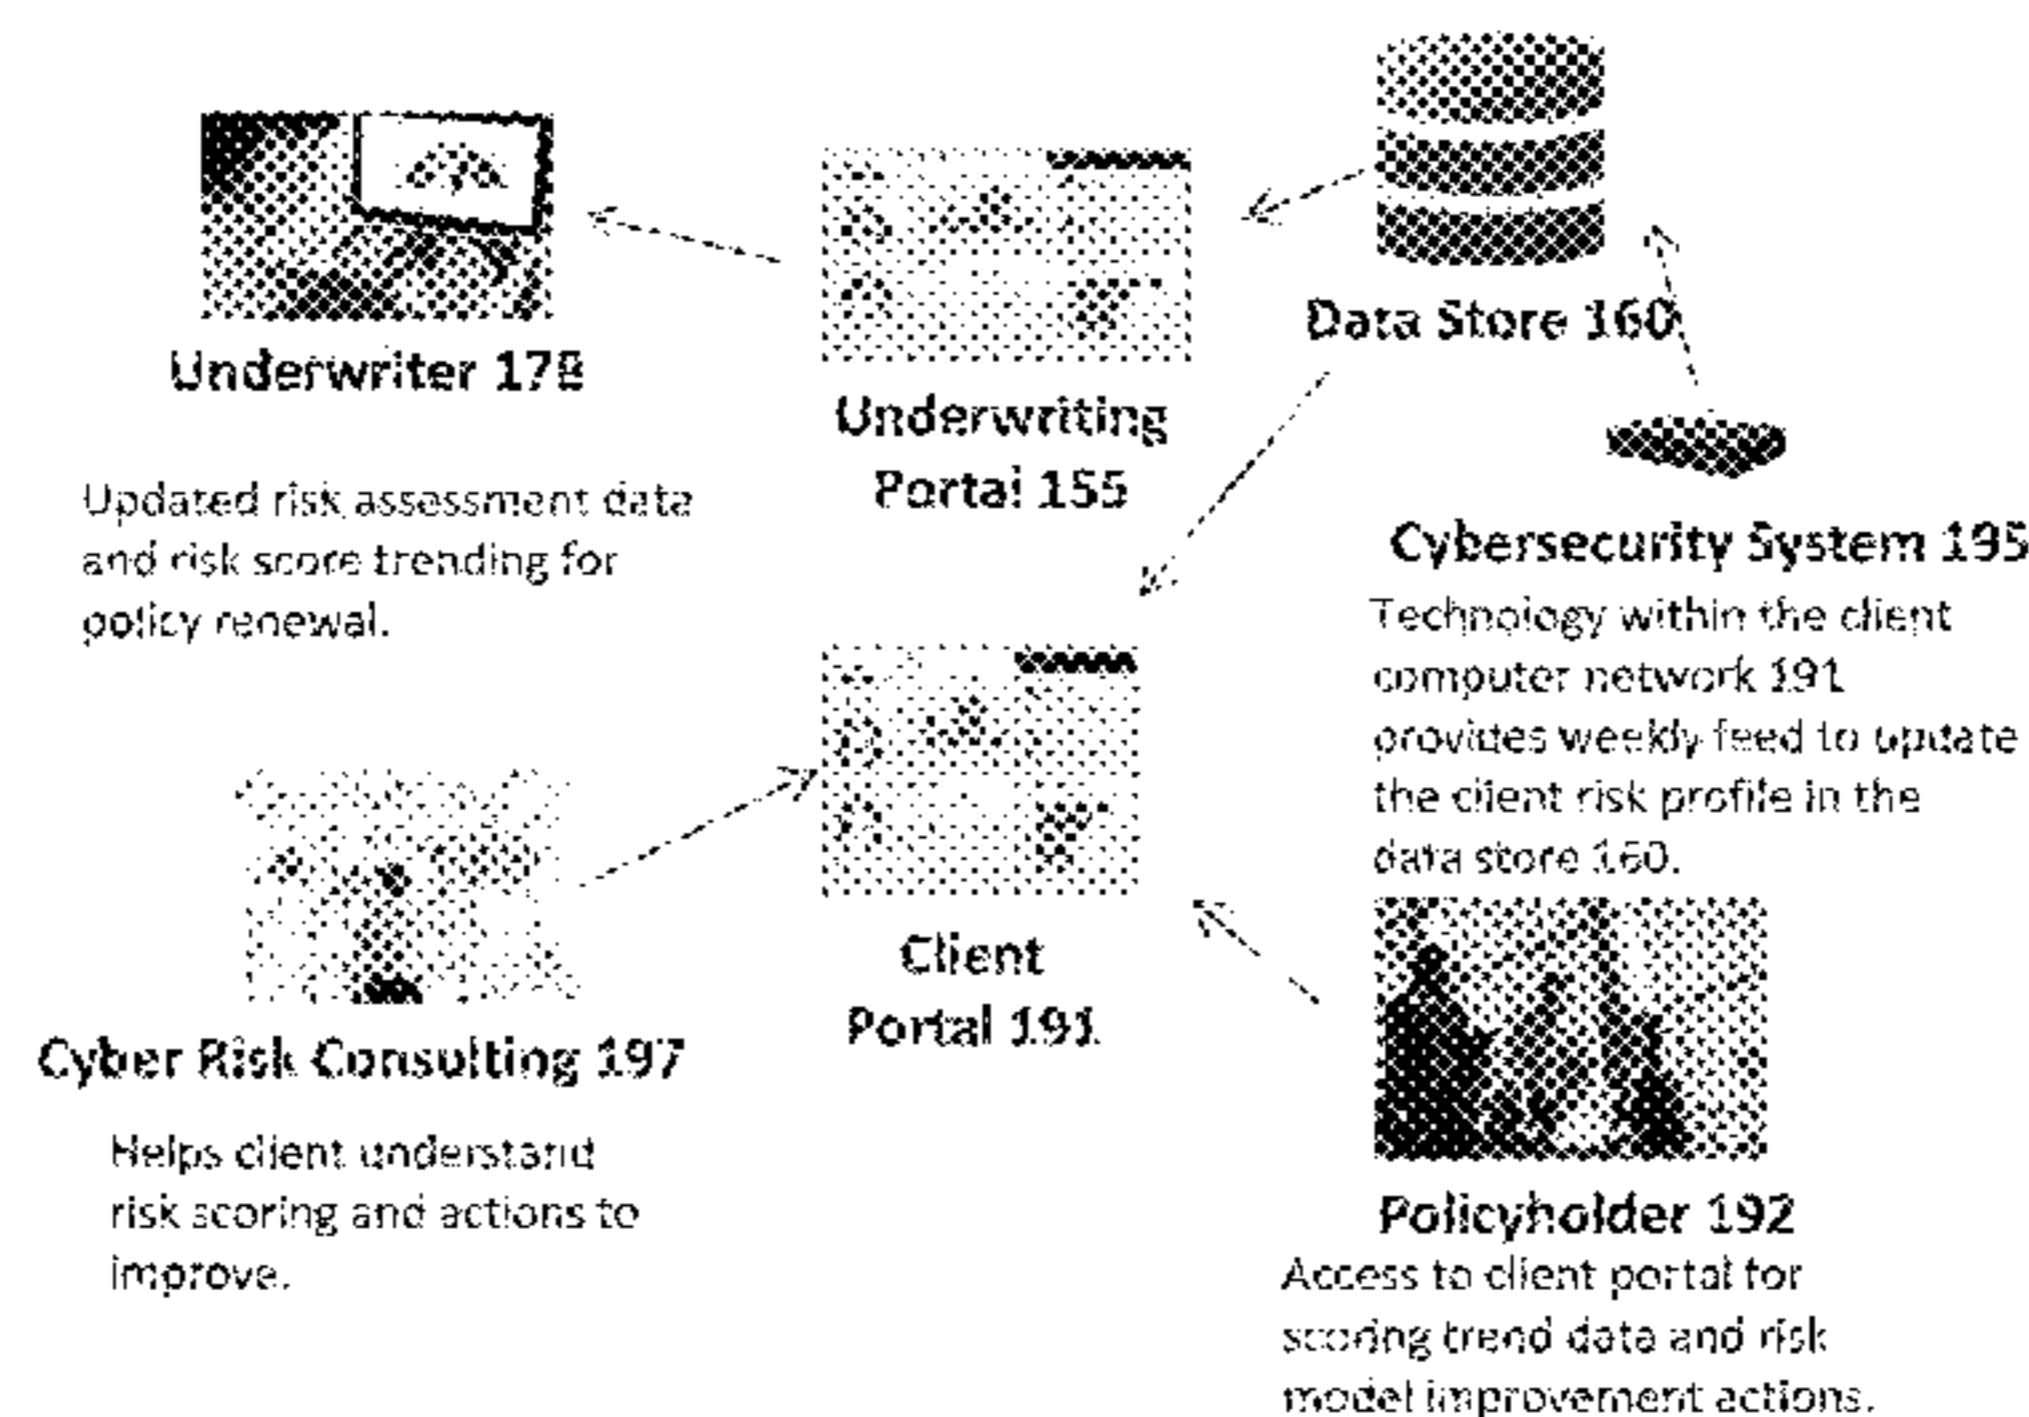 Data Store 160
Underwriter 178
Underwriting
Portal 155
Updated risk assessment data
and risk score trending for
policy renewal.
Cybersecurity System 195
Technology within the client
computer network 191
provides weekly feed to update
the client risk profile in the
data store 160.
Client
Portal 191
Cyber Risk Consulting 197
Helps client understand
risk scoring and actions to
improve.
Policyholder 192
Access to client portal for
scoring trend data and risk
model improvement actions.